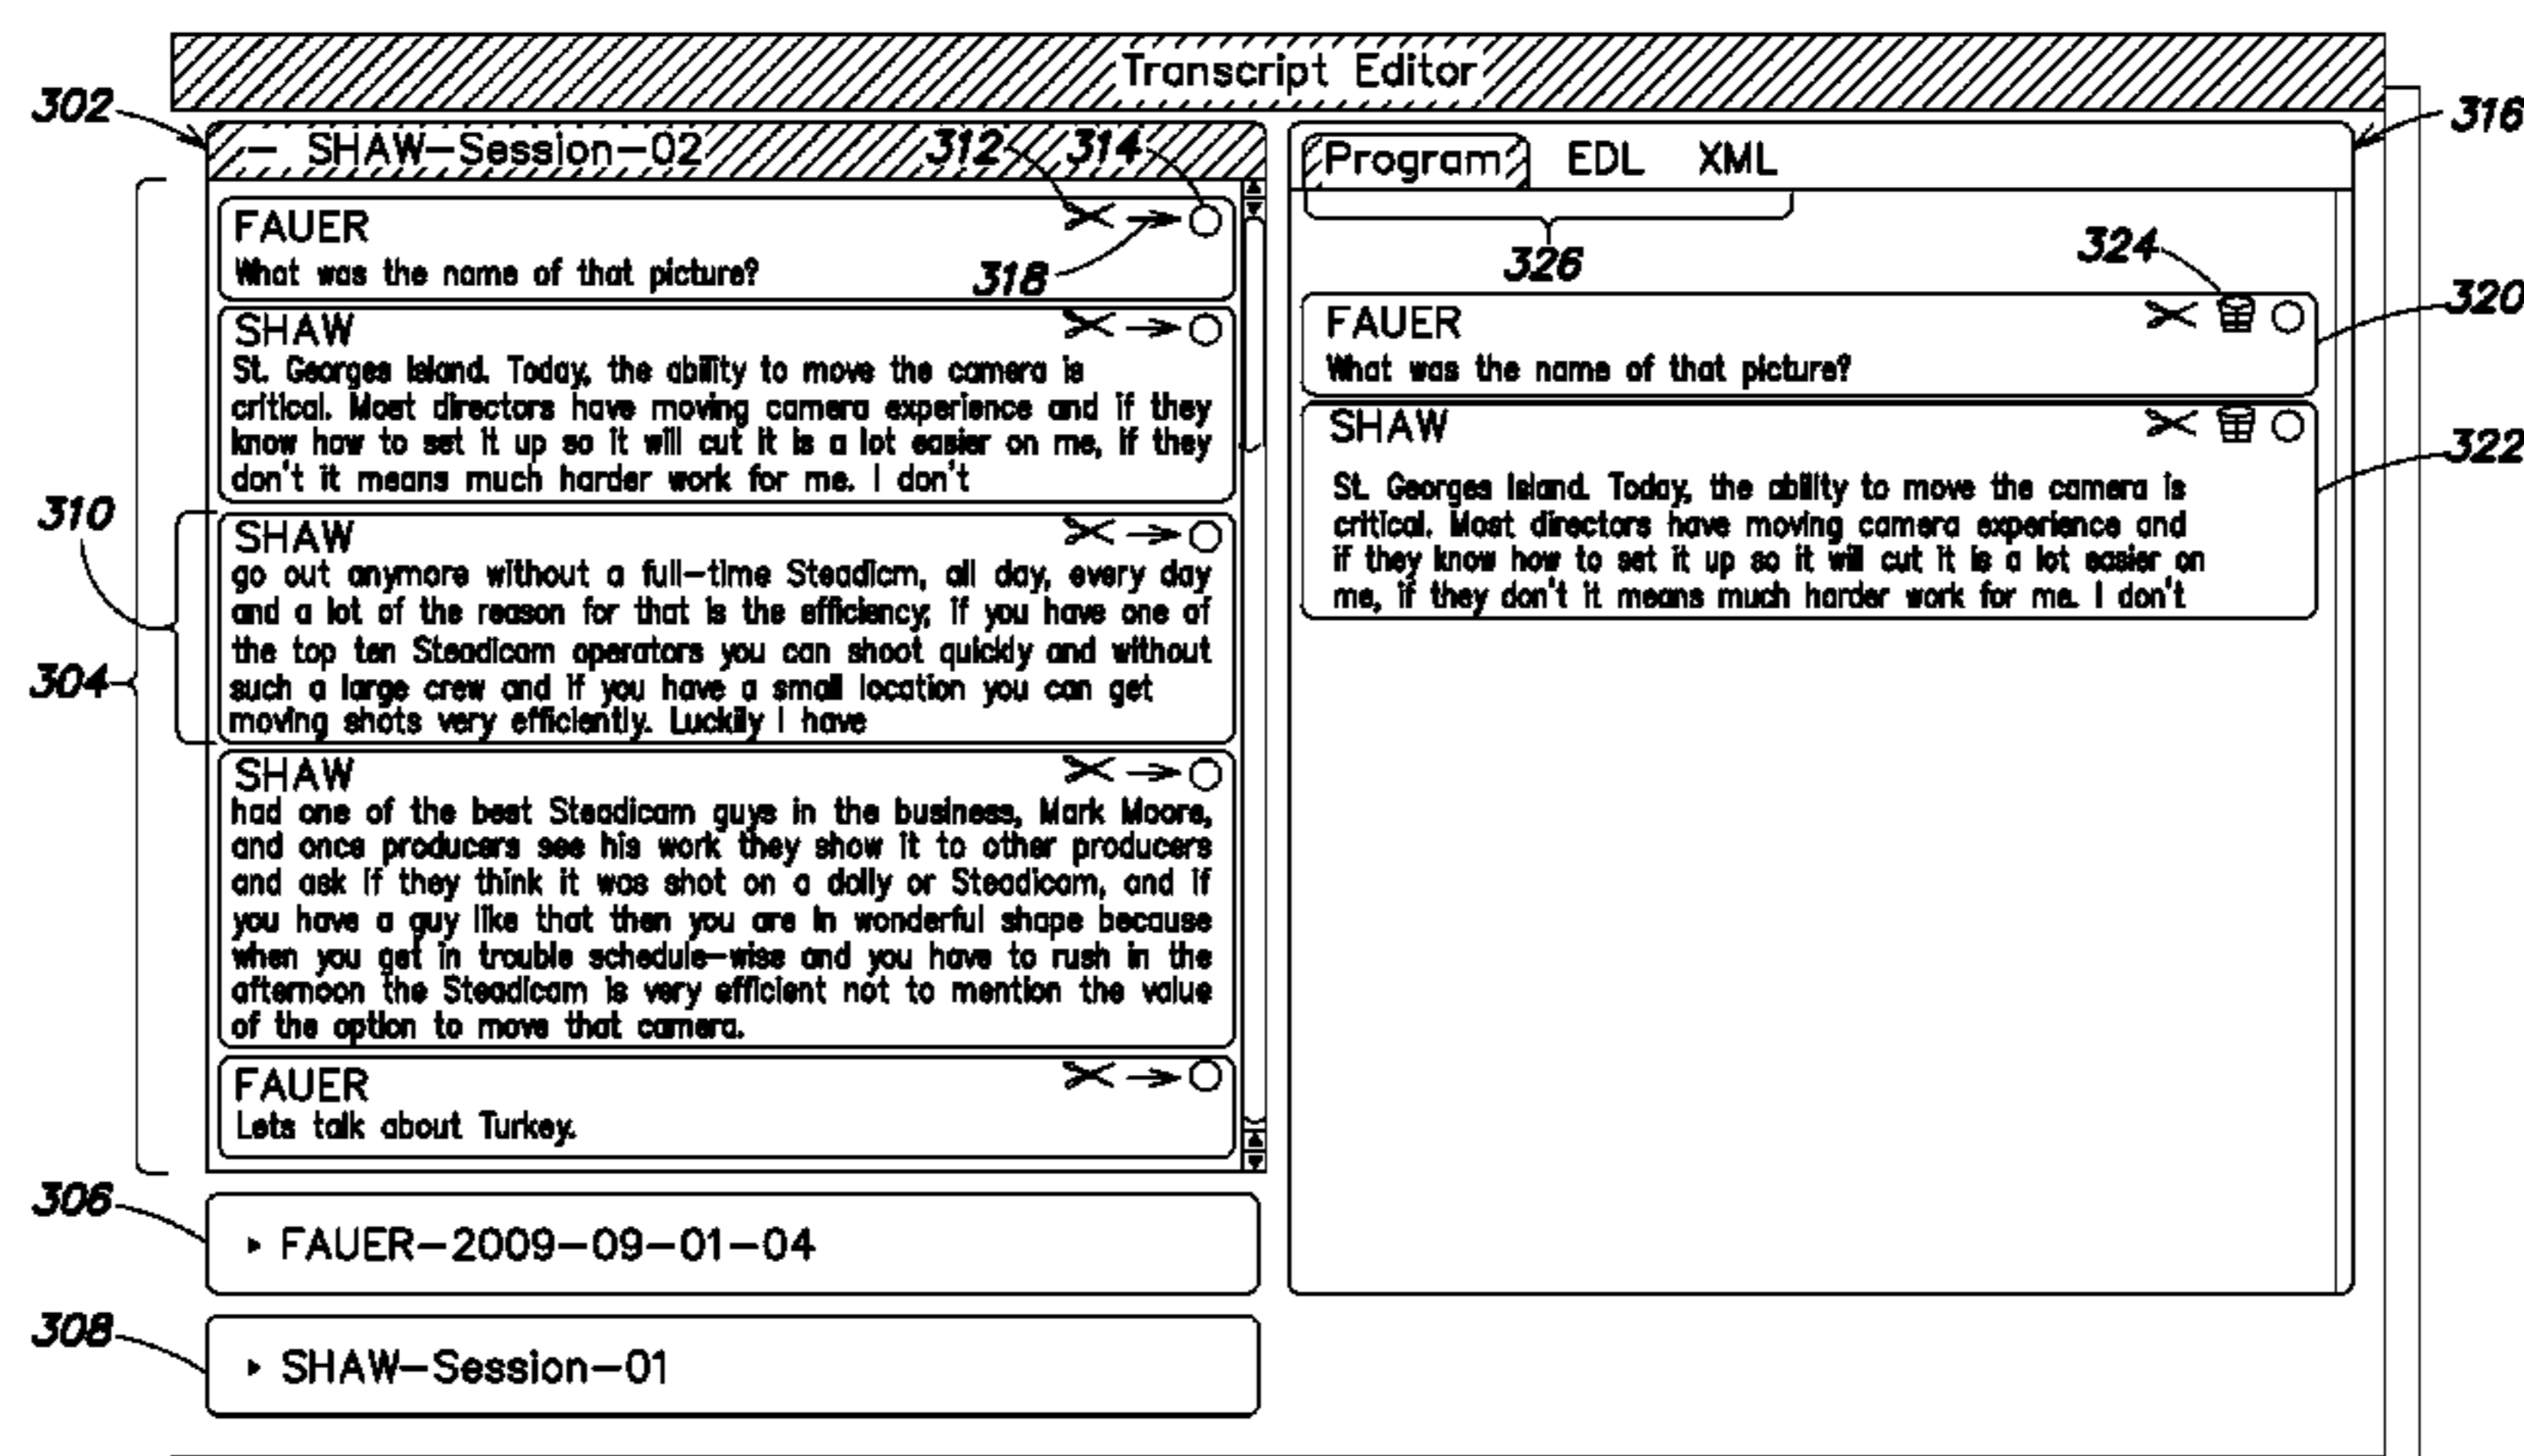 Transcript Editor
302
316
- SHAW-Session-02
312
314
FAUER
What was the name of that picture?
318
SHAW
St. Georges Island. Today, the ability to move the camera is
critical. Most directors have moving camera experience and if they
know how to set it up so it will cut it is a lot easier on me, if they
don't it means much harder work for me. I don't
310
SHAW
go out anymore without a full-time Steadicm, all day, every day
and a lot of the reason for that is the efficiency; if you have one of
the top ten Steadicam operators you can shoot quickly and without
such a large crew and if you have a small location you can get
moving shots very efficiently. Luckily I have
304
SHAW
had one of the best Steadicam guys in the business, Mark Moore,
and once producers see his work they show it to other producers
and ask if they think it was shot on a dolly or Steadicam, and if
you have a guy like that then you are in wonderful shape because
when you get in trouble schedule-wise and you have to rush in the
afternoon the Steadicam is very efficient not to mention the value
of the option to move that camera.
FAUER
Lets talk about Turkey.
306
FAUER-2009-09-01-04
308
SHAW-Session-01
Program EDL XML
326
324
320
FAUER
What was the name of that picture?
322
SHAW
St. Georges Island. Today, the ability to move the camera is
critical. Most directors have moving camera experience and
if they know how to set it up so it will cut it is a lot easier on
me, if they don't it means much harder work for me. I don't